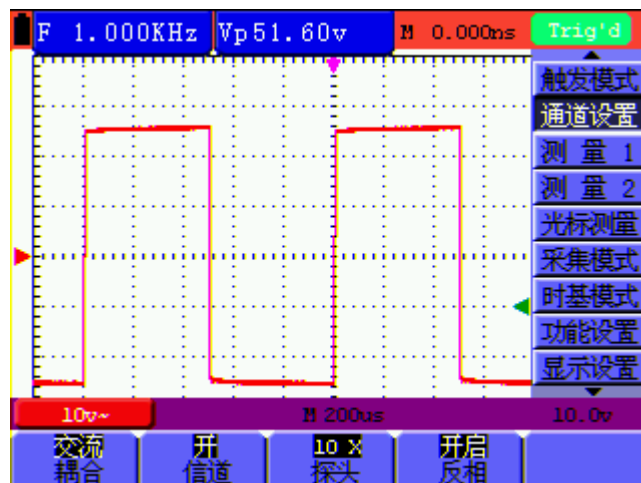 F 1.000KHz Vp51.60v M 0.000ns Trig'd
触发模式
通道设置
测量 1
测量 2
光标测量
采集模式
时基模式
功能设置
显示设置
10v~ M 200us 10.0v
交流 开 10 X 开启
耦合 信道 探头 反相